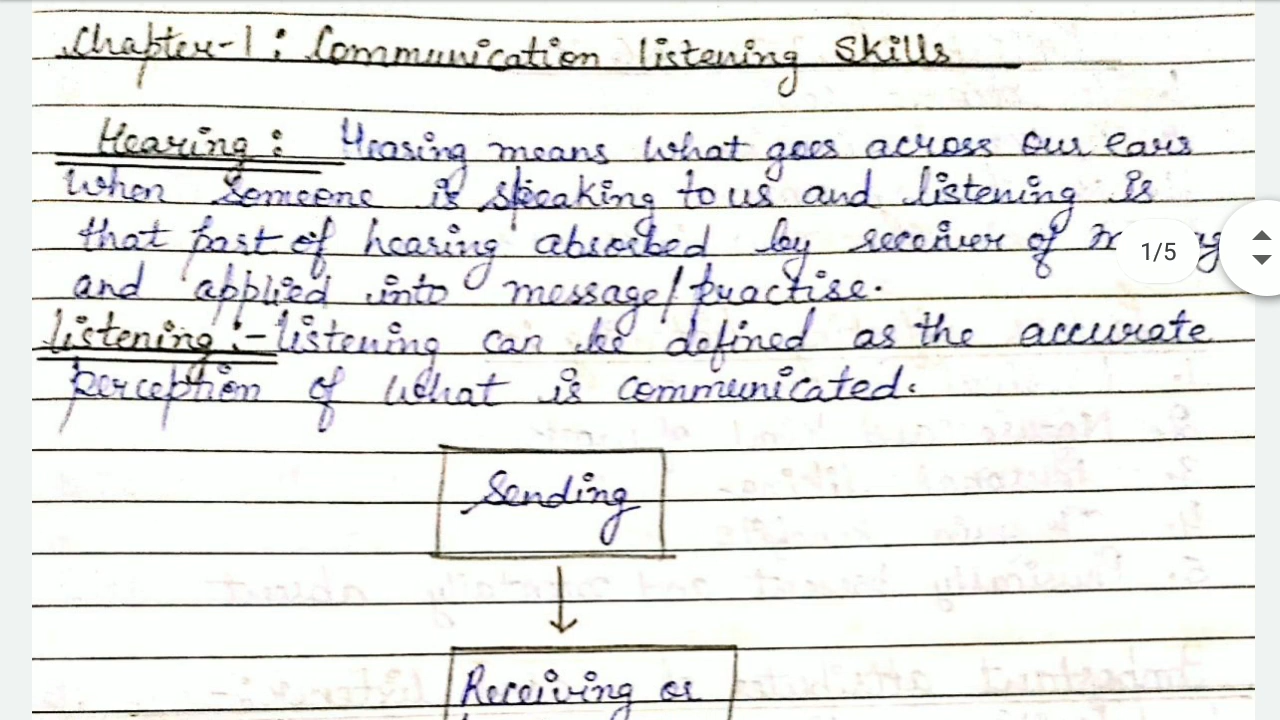 Chapter-1: Communication listening Skills
Hearing: Hearing means what goes across our ears
when someone is speaking to us and listening is
that part of hearing absorbed by receiver of
and applied into message/practise.
1/5
listening:- listening can be defined as the accurate
perception of what is communicated.
Sending
Receiving or